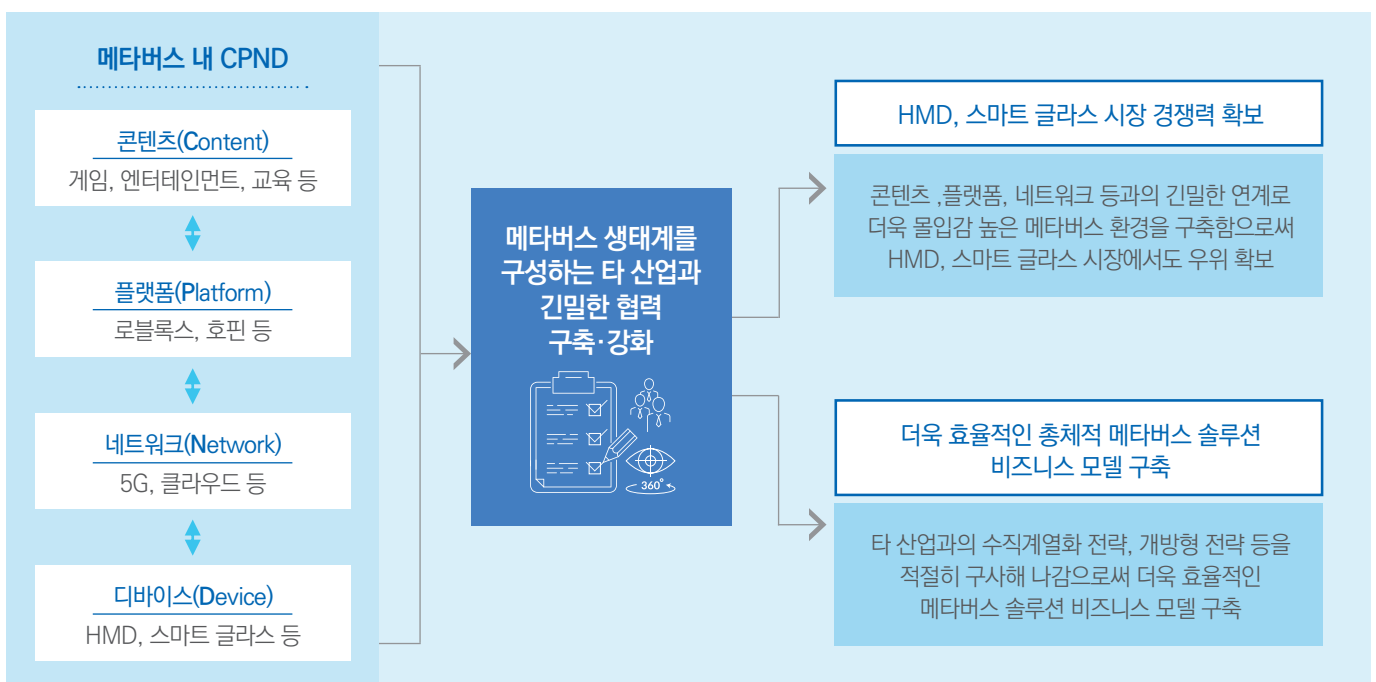 메타버스 내 CPND
콘텐츠(Content)
게임, 엔터테인먼트, 교육 등
플랫폼(Platform)
로블록스, 호핀 등
네트워크(Network)
5G, 클라우드 등
디바이스(Device)
HMD, 스마트 글라스 등
메타버스 생태계를
구성하는 타 산업과
긴밀한 협력
구축·강화
360°
HMD, 스마트 글라스 시장 경쟁력 확보
콘텐츠 ,플랫폼, 네트워크 등과의 긴밀한 연계로
더욱 몰입감 높은 메타버스 환경을 구축함으로써
HMD, 스마트 글라스 시장에서도 우위 확보
더욱 효율적인 총체적 메타버스 솔루션
비즈니스 모델 구축
타 산업과의 수직계열화 전략, 개방형 전략 등을
적절히 구사해 나감으로써 더욱 효율적인
메타버스 솔루션 비즈니스 모델 구축